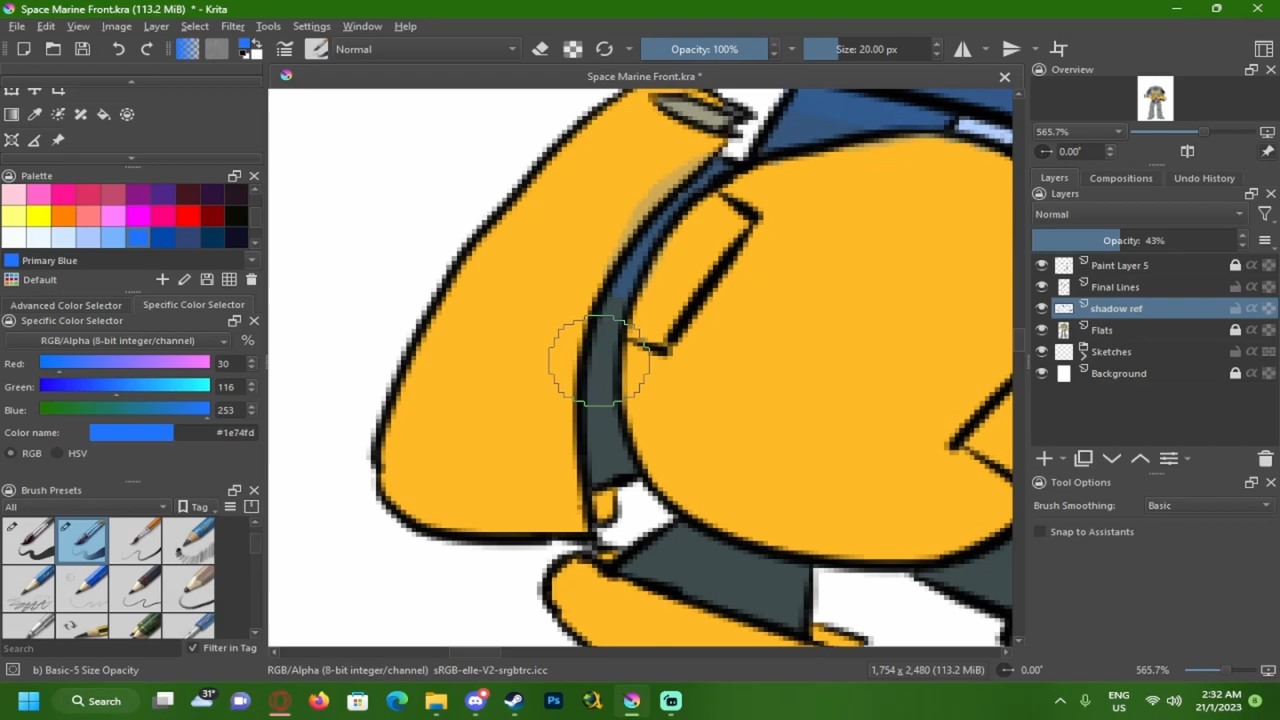 Space Marine Front.kra (113.2 MiB) * - Krita
File Edit View Image Layer Select Filter Tools Settings Window Help
Normal Opacity: 100% Size: 20.00 px
Space Marine Front.kra *
Overview
565.7%
0.00°
Palette
Layers Compositions Undo History
Layers
Normal
Opacity: 43%
Primary Blue
Default
Paint Layer 5
Final Lines
shadow ref
Flats
Sketches
Background
Advanced Color Selector Specific Color Selector
Specific Color Selector
RGB/Alpha (8-bit integer/channel) %
Red: 30
Green: 116
Blue: 253
Color name: #1e74fd
RGB HSV
Tool Options
Brush Smoothing: Basic
Snap to Assistants
Brush Presets
All Tag
Search Filter in Tag
b) Basic-5 Size Opacity RGB/Alpha (8-bit integer/channel) sRGB-elle-V2-srgbtrc.icc 1,754 x 2,480 (113.2 MiB) 0.00° 565.7%
Search 31° Ps ENG US 2:32 AM 21/1/2023 8